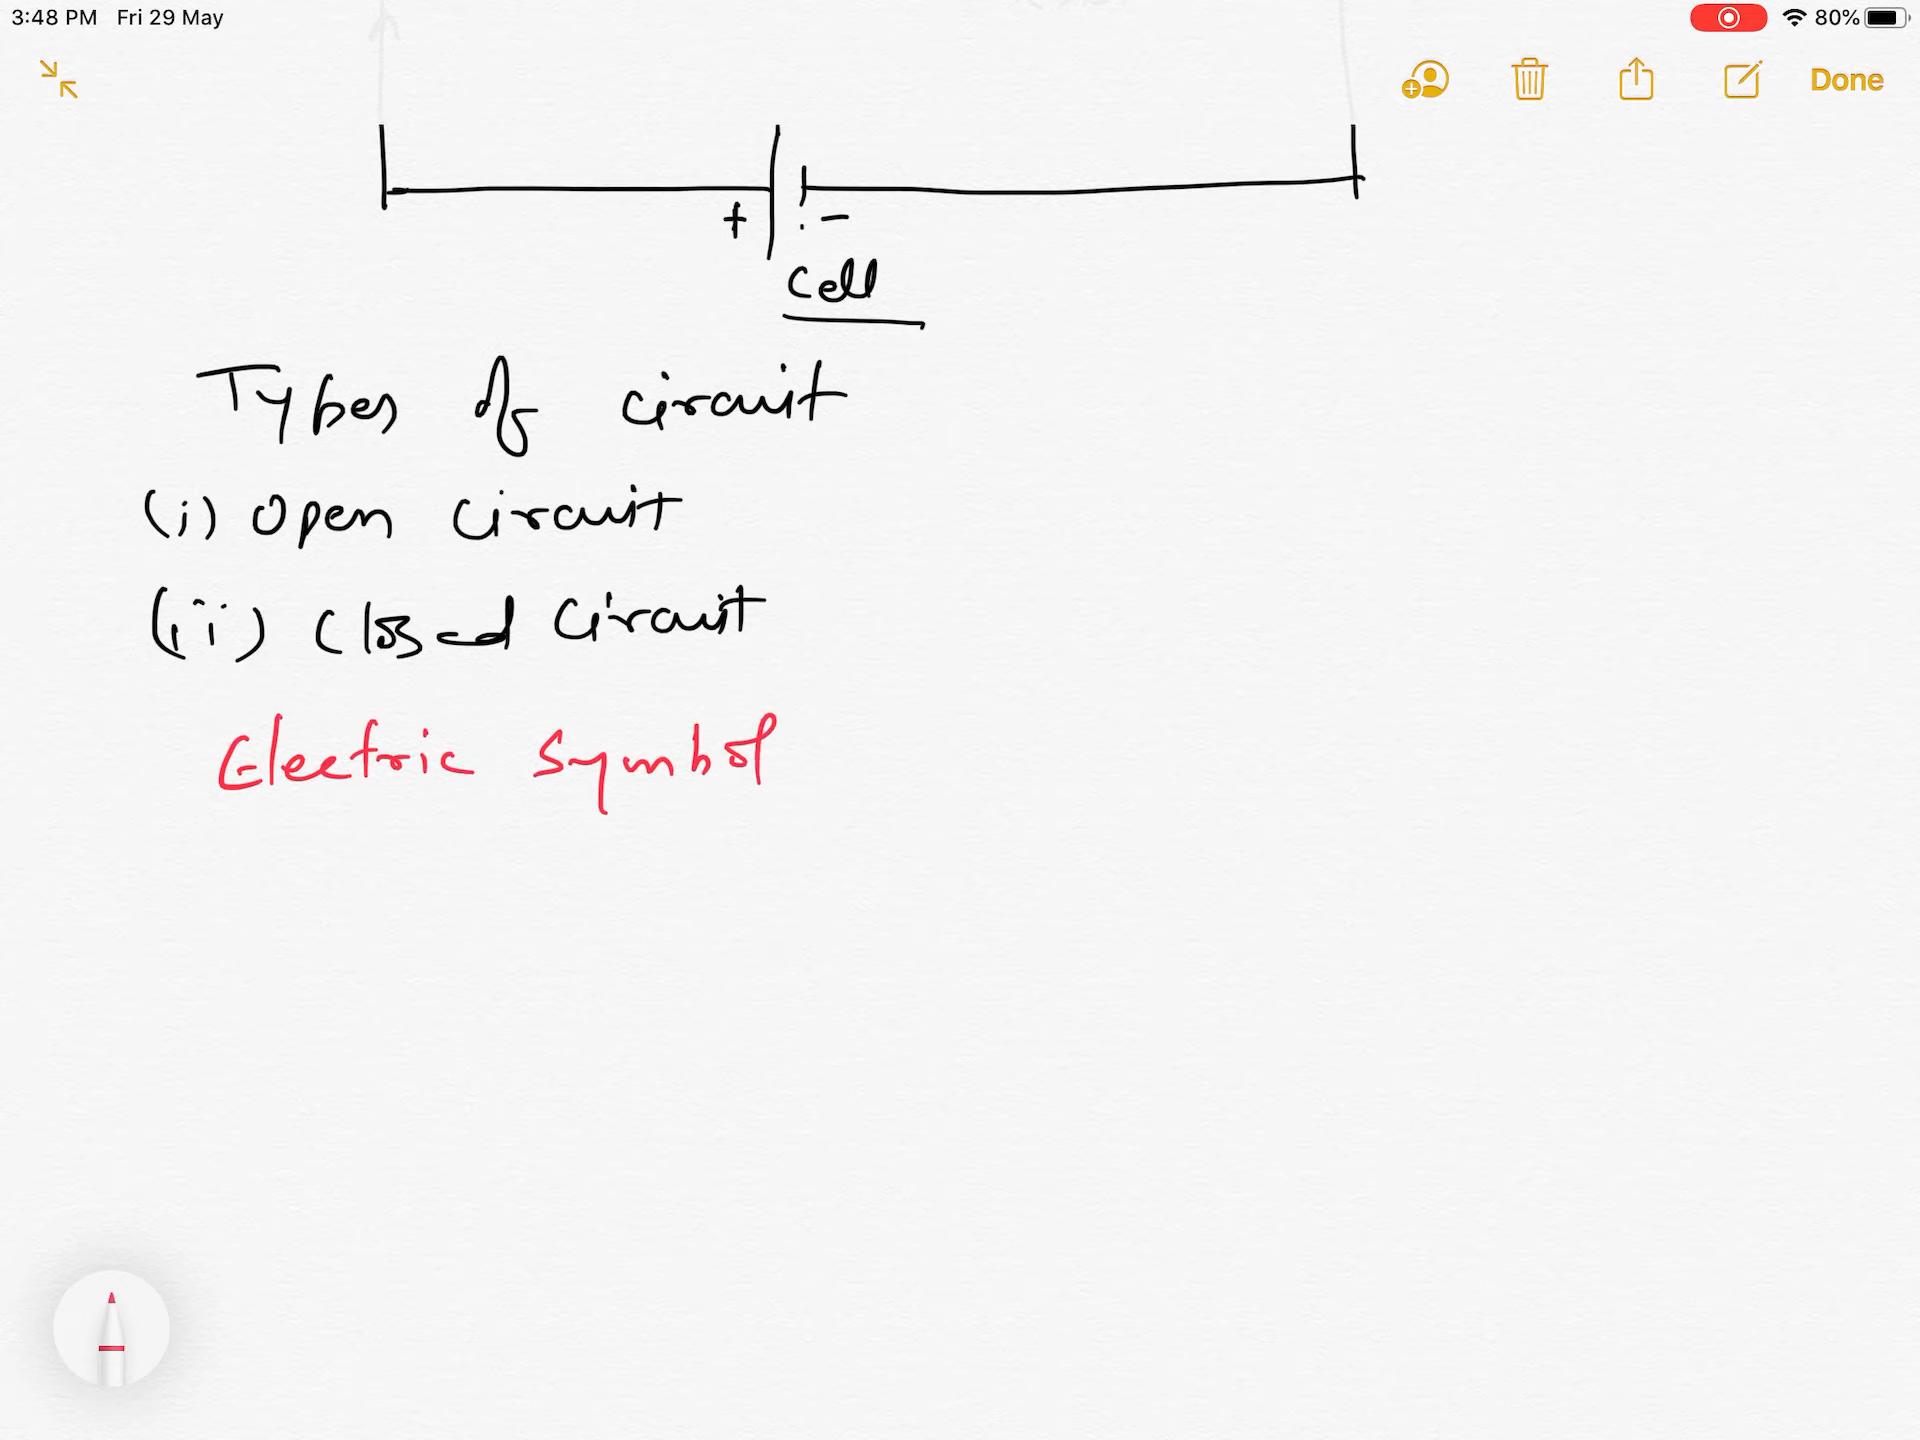 3:48 PM Fri 29 May 80%
Done
+ -
Cell
Types of circuit
(i) Open circuit
(ii) Closed Circuit
Electric Symbol